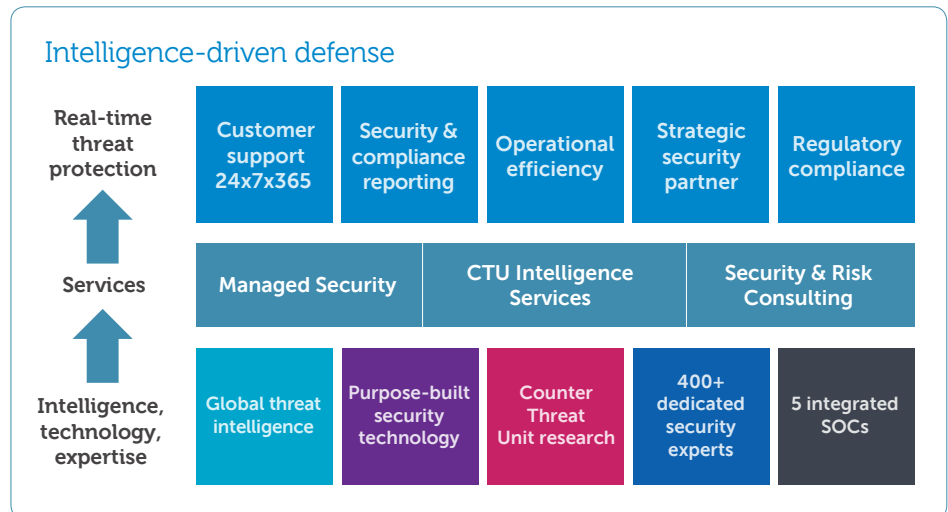 Intelligence-driven defense
Real-time
threat
protection
Customer
support
24x7x365
Security &
compliance
reporting
Operational
efficiency
Strategic
security
partner
Regulatory
compliance
Services
Managed Security
CTU Intelligence
Services
Security & Risk
Consulting
Intelligence,
technology,
expertise
Global threat
intelligence
Purpose-built
security
technology
Counter
Threat
Unit research
400+
dedicated
security
experts
5 integrated
SOCs